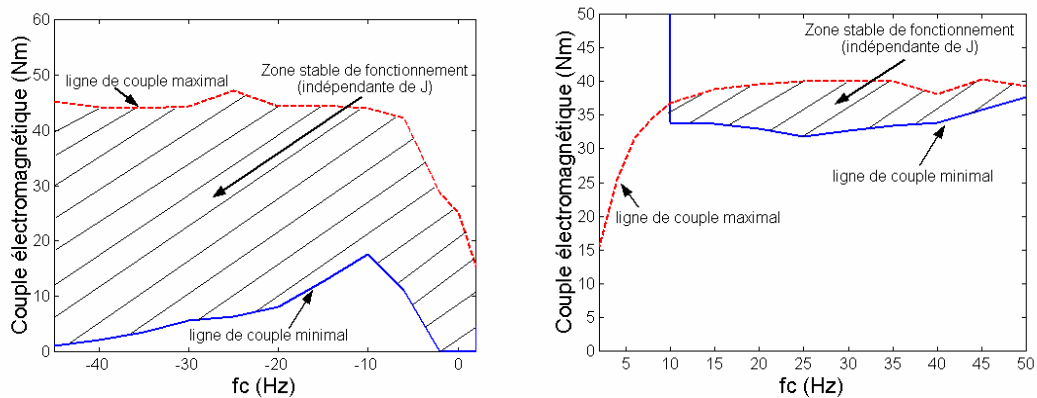 60
50
40
30
20
10
0
Couple électromagnétique (Nm)
ligne de couple maximal
Zone stable de fonctionnement
(indépendante de J)
ligne de couple minimal
-40
-30
-20
-10
0
fc (Hz)
50
45
40
35
30
25
20
15
10
5
0
Couple électromagnétique (Nm)
Zone stable de fonctionnement
(indépendante de J)
ligne de couple minimal
ligne de couple maximal
5
10
15
20
25
30
35
40
45
50
fc (Hz)